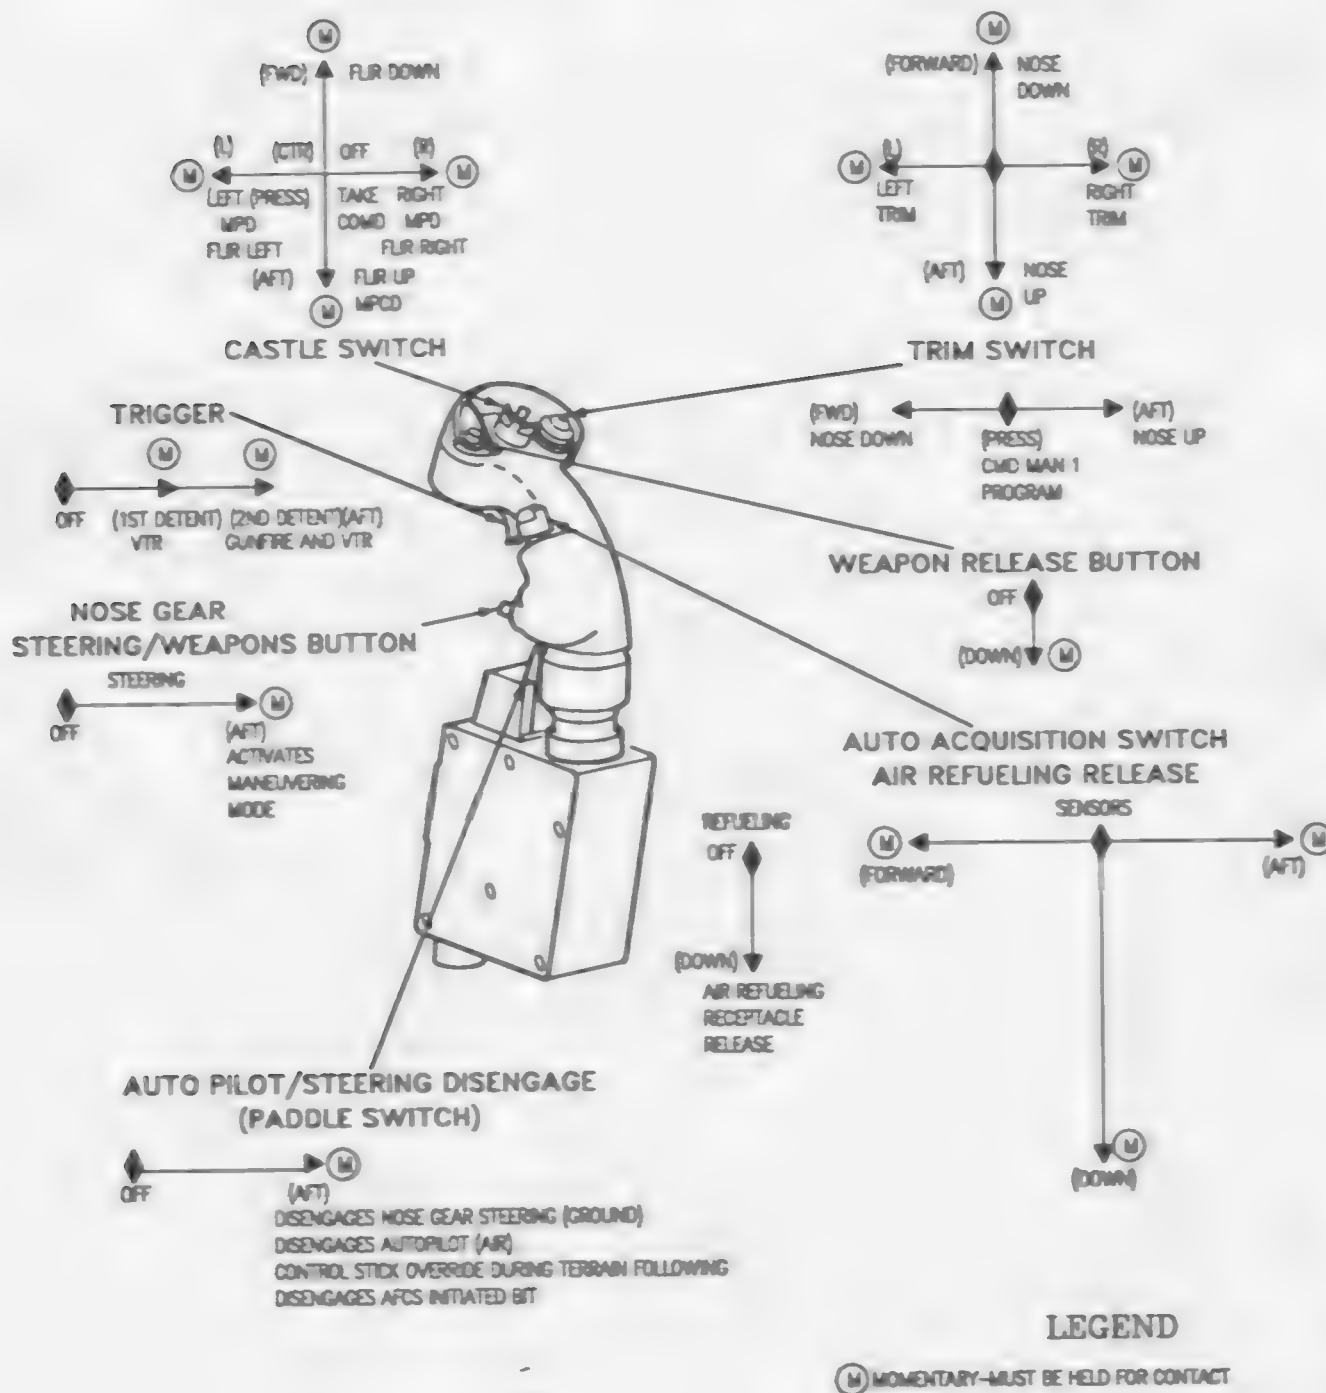 M
(FWD) FLIR DOWN
(L) (CTR) OFF (R)
M M
LEFT (PRESS) TAKE RIGHT
MPD COMD MPD
FLIR LEFT FLIR RIGHT
(AFT) FLIR UP
MPCD
M
CASTLE SWITCH
M
(FORWARD) NOSE
DOWN
(L) (R)
M M
LEFT RIGHT
TRIM TRIM
(AFT) NOSE
UP
M
TRIM SWITCH
(FWD) (AFT)
NOSE DOWN (PRESS) NOSE UP
CMD MAN 1
PROGRAM
TRIGGER
M M
OFF (1ST DETENT) (2ND DETENT)(AFT)
VTR GUNFIRE AND VTR
WEAPON RELEASE BUTTON
OFF
(DOWN) M
NOSE GEAR
STEERING/WEAPONS BUTTON
STEERING
M
OFF (AFT)
ACTIVATES
MANEUVERING
MODE
AUTO ACQUISITION SWITCH
AIR REFUELING RELEASE
SENSORS
M M
(FORWARD) (AFT)
M
(DOWN)
REFUELING
OFF
(DOWN)
AIR REFUELING
RECEPTACLE
RELEASE
AUTO PILOT/STEERING DISENGAGE
(PADDLE SWITCH)
M
OFF (AFT)
DISENGAGES NOSE GEAR STEERING (GROUND)
DISENGAGES AUTOPILOT (AIR)
CONTROL STICK OVERRIDE DURING TERRAIN FOLLOWING
DISENGAGES AFCS INITIATED BIT
LEGEND
M MOMENTARY-MUST BE HELD FOR CONTACT